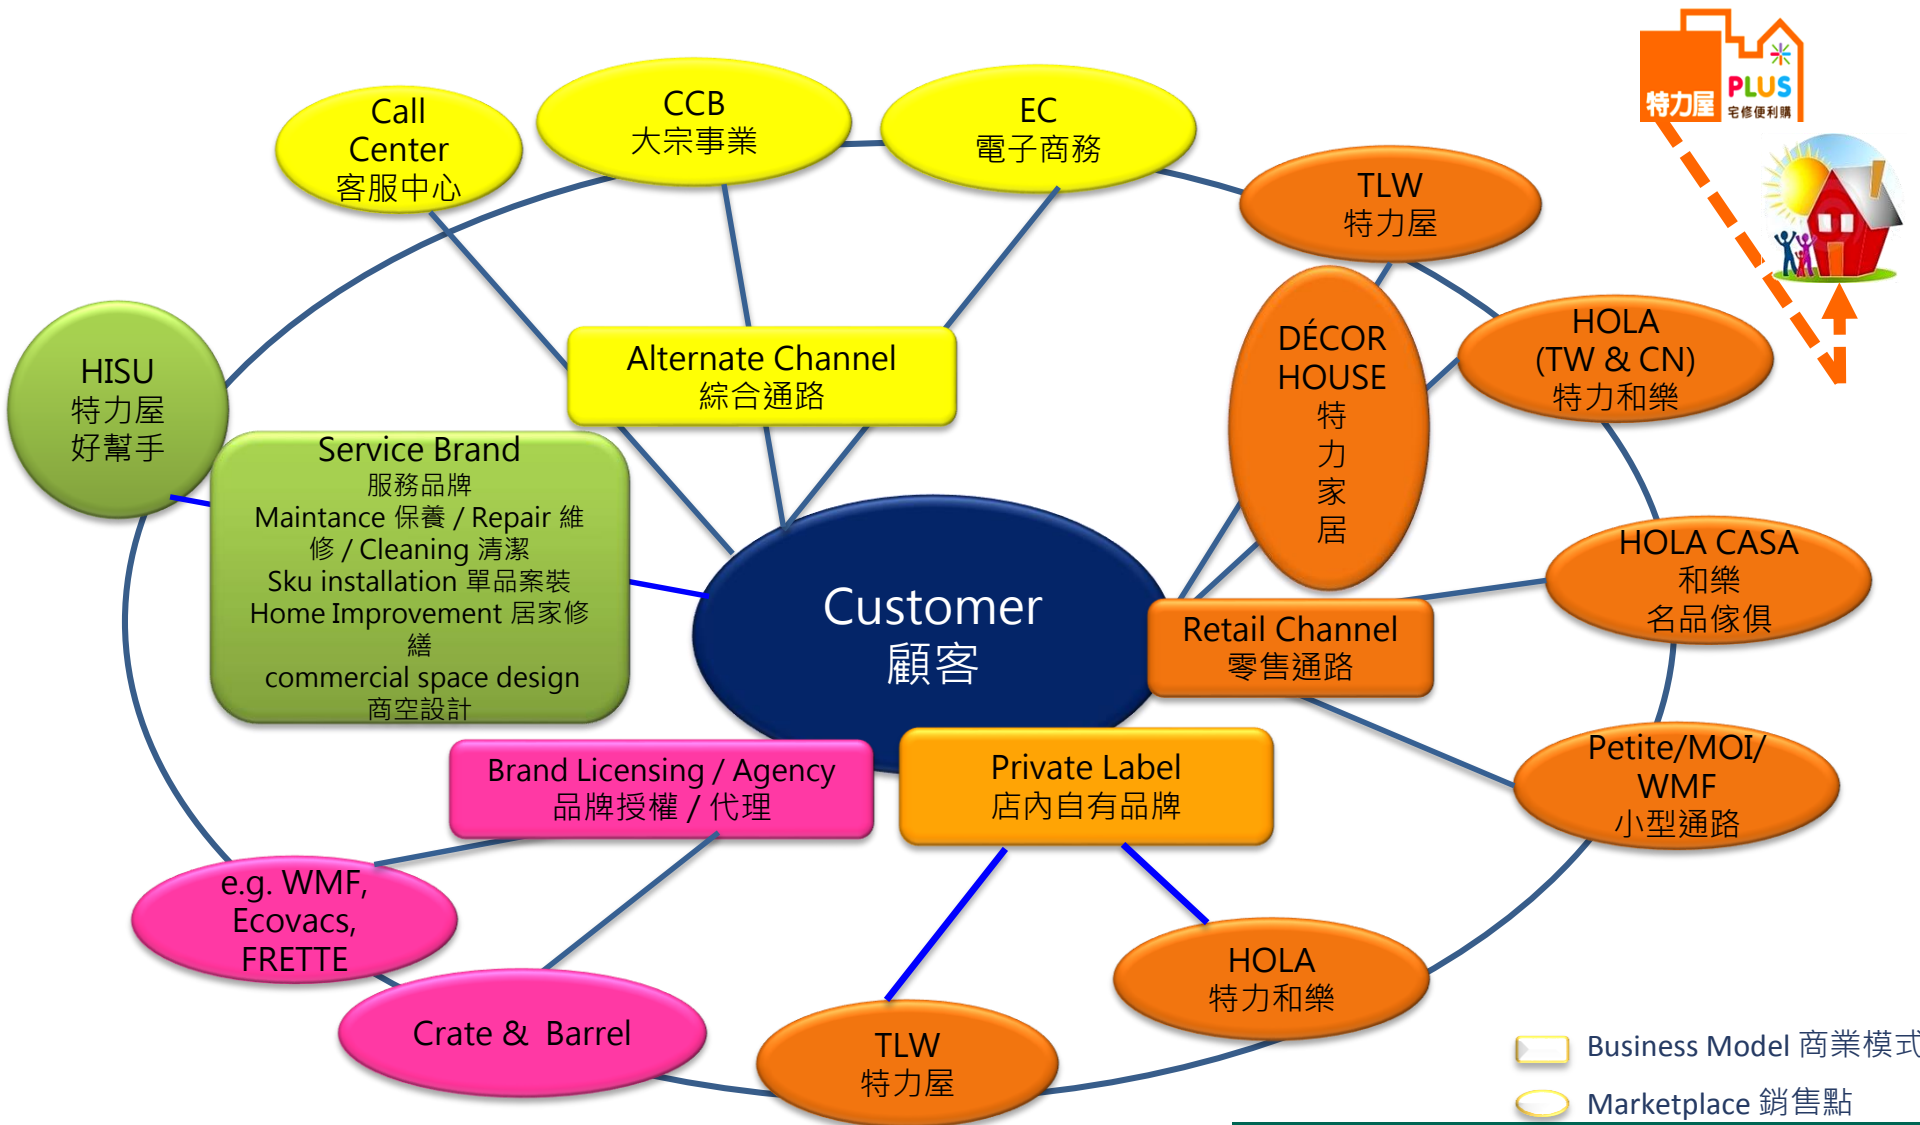 Call
Center
客服中心
CCB
大宗事業
EC
電子商務
特力屋
PLUS
宅修便利購
TLW
特力屋
HISU
特力屋
好幫手
Alternate Channel
綜合通路
DÉCOR
HOUSE
特
力
家
居
HOLA
(TW & CN)
特力和樂
Service Brand
服務品牌
Maintance 保養 / Repair 維
修 / Cleaning 清潔
Sku installation 單品案裝
Home Improvement 居家修
繕
commercial space design
商空設計
Customer
顧客
Retail Channel
零售通路
HOLA CASA
和樂
名品傢俱
Brand Licensing / Agency
品牌授權 / 代理
Private Label
店內自有品牌
Petite/MOI/
WMF
小型通路
e.g. WMF,
Ecovacs,
FRETTE
Crate &  Barrel
TLW
特力屋
HOLA
特力和樂
Business Model 商業模式
Marketplace 銷售點